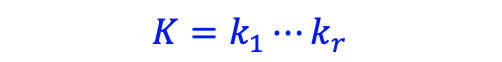 K = k₁ ⋯ kᵣ